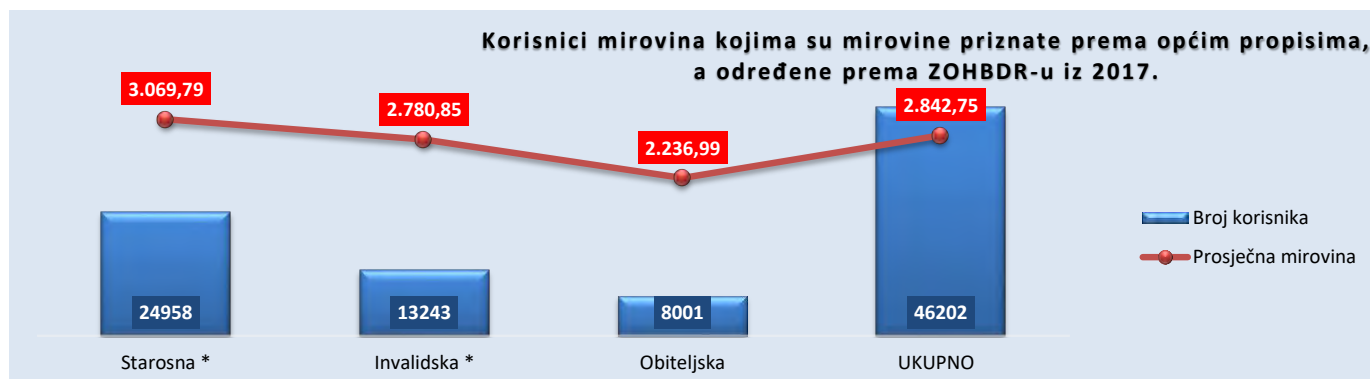 Korisnici mirovina kojima su mirovine priznate prema općim propisima,
a određene prema ZOHBDR-u iz 2017.
3.069,79
2.780,85
2.236,99
2.842,75
24958
13243
8001
46202
Starosna *
Invalidska *
Obiteljska
UKUPNO
Broj korisnika
Prosječna mirovina